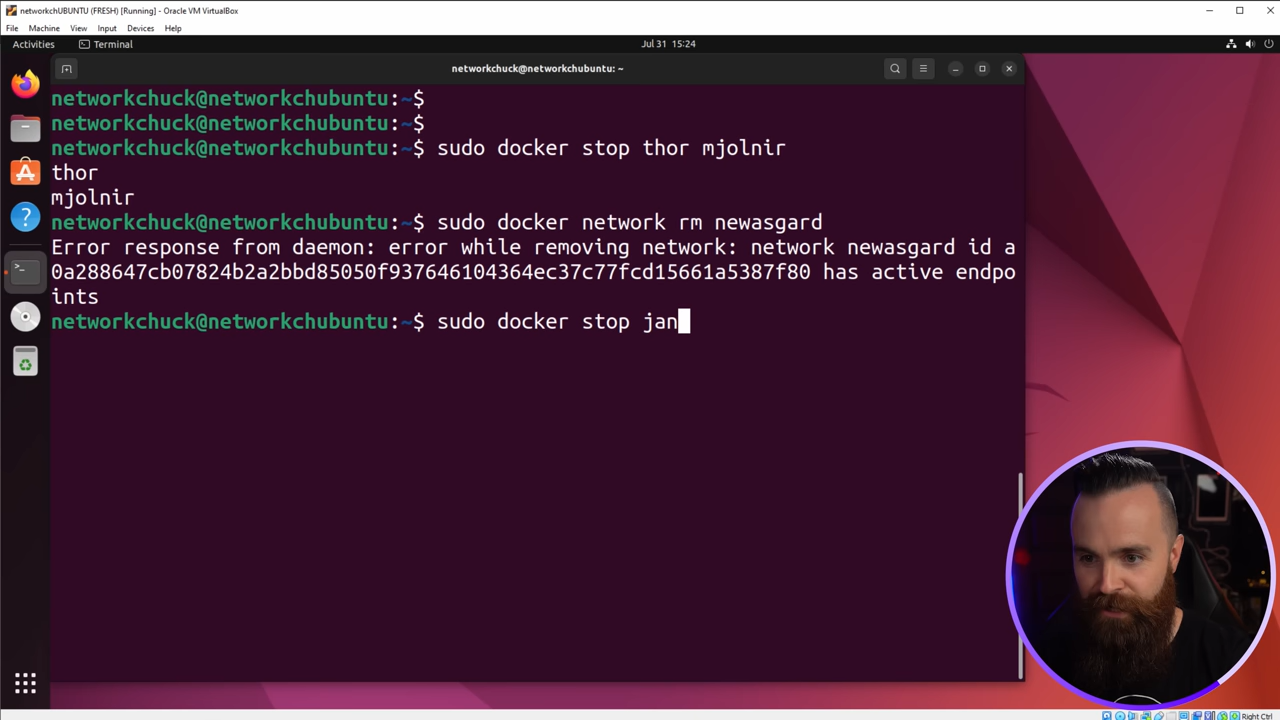 networkchUBUNTU (FRESH) [Running] - Oracle VM VirtualBox
File Machine View Input Devices Help
Activities Terminal Jul 31 15:24
networkchuck@networkchubuntu: ~
networkchuck@networkchubuntu:~$
networkchuck@networkchubuntu:~$
networkchuck@networkchubuntu:~$ sudo docker stop thor mjolnir
thor
mjolnir
networkchuck@networkchubuntu:~$ sudo docker network rm newasgard
Error response from daemon: error while removing network: network newasgard id a
0a288647cb07824b2a2bbd85050f937646104364ec37c77fcd15661a5387f80 has active endpo
ints
networkchuck@networkchubuntu:~$ sudo docker stop jan
Right Ctrl